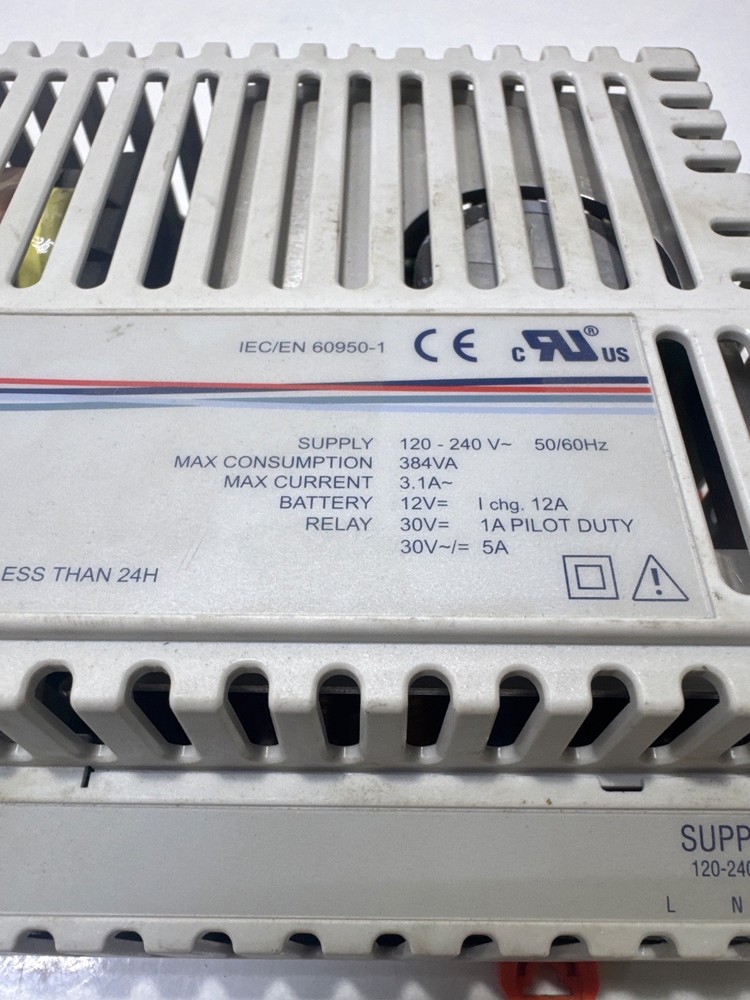 IEC/EN 60950-1 CE c RU ® US
SUPPLY 120 - 240 V~ 50/60Hz
MAX CONSUMPTION 384VA
MAX CURRENT 3.1A~
BATTERY 12V= I chg. 12A
RELAY 30V= 1A PILOT DUTY
30V~/= 5A
ESS THAN 24H
SUPP
120-240
L N